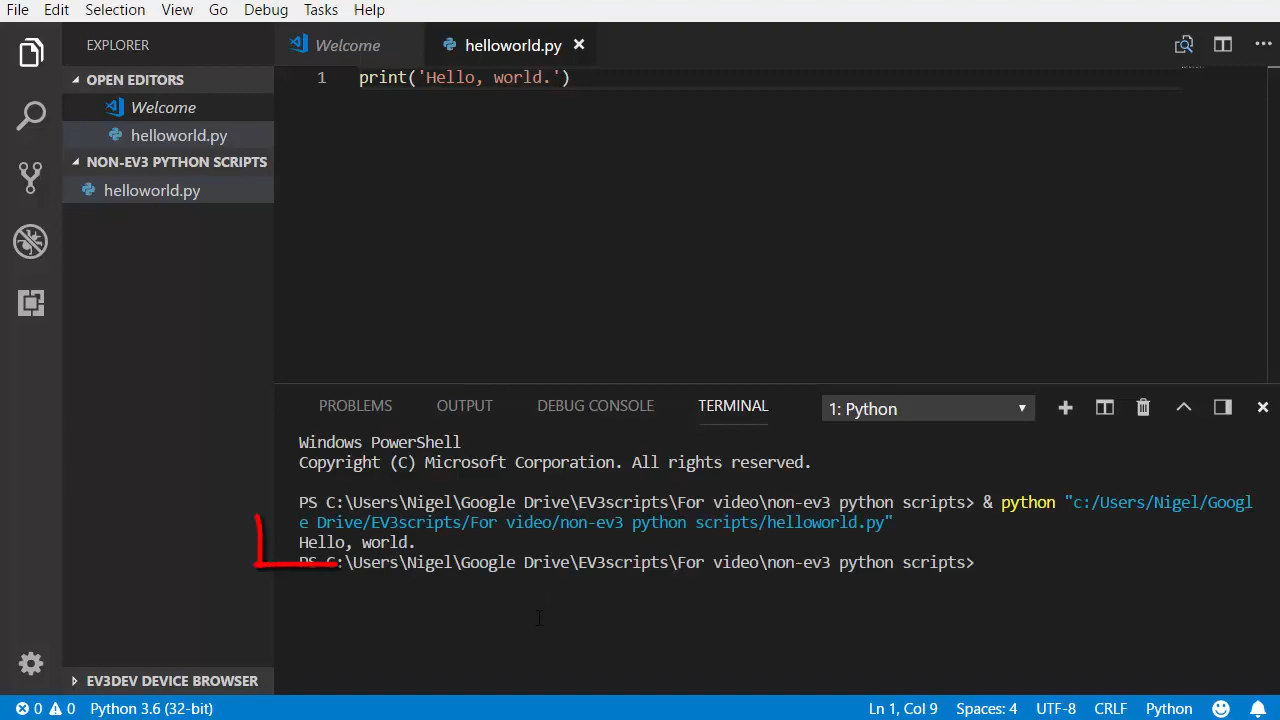 File Edit Selection View Go Debug Tasks Help
EXPLORER
OPEN EDITORS
Welcome
helloworld.py
NON-EV3 PYTHON SCRIPTS
helloworld.py
EV3DEV DEVICE BROWSER
Welcome helloworld.py
1 print('Hello, world.')
PROBLEMS OUTPUT DEBUG CONSOLE TERMINAL 1: Python
Windows PowerShell
Copyright (C) Microsoft Corporation. All rights reserved.
PS C:\Users\Nigel\Google Drive\EV3scripts\For video\non-ev3 python scripts> & python "c:/Users/Nigel/Googl
e Drive/EV3scripts/For video/non-ev3 python scripts/helloworld.py"
Hello, world.
PS C:\Users\Nigel\Google Drive\EV3scripts\For video\non-ev3 python scripts>
0 0 Python 3.6 (32-bit) Ln 1, Col 9 Spaces: 4 UTF-8 CRLF Python